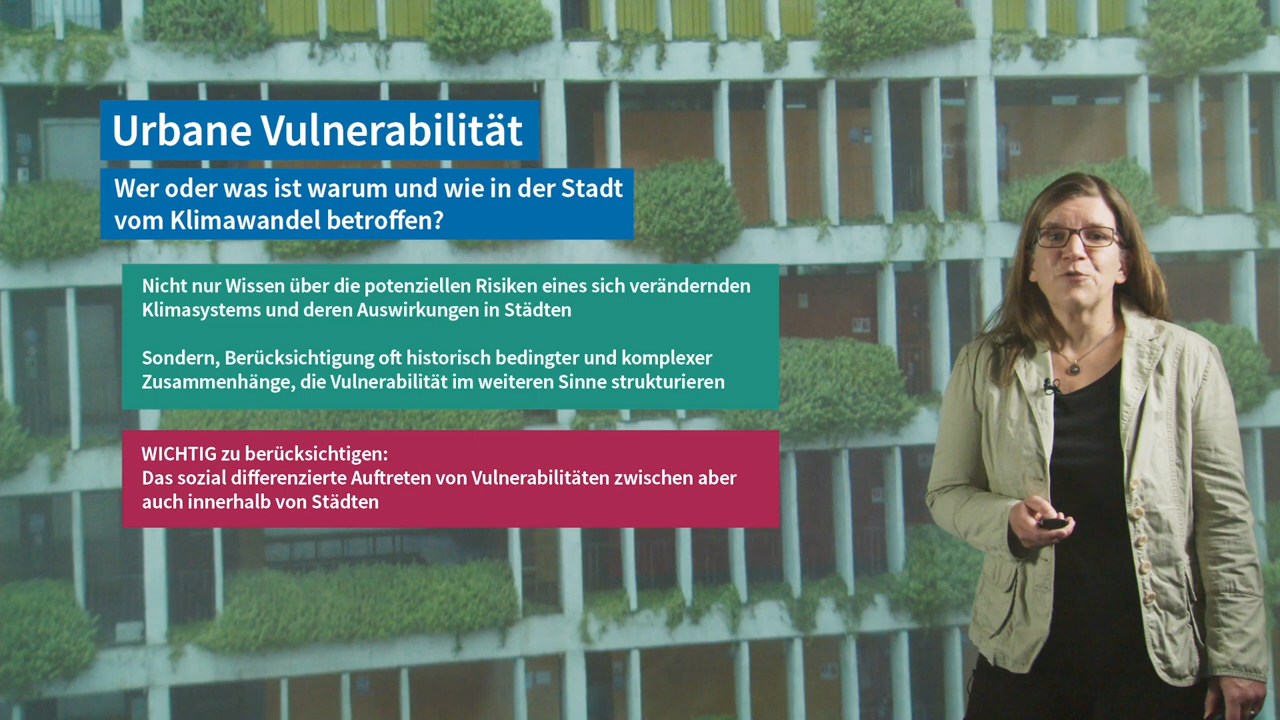 Urbane Vulnerabilität
Wer oder was ist warum und wie in der Stadt
vom Klimawandel betroffen?
Nicht nur Wissen über die potenziellen Risiken eines sich verändernden
Klimasystems und deren Auswirkungen in Städten
Sondern, Berücksichtigung oft historisch bedingter und komplexer
Zusammenhänge, die Vulnerabilität im weiteren Sinne strukturieren
WICHTIG zu berücksichtigen:
Das sozial differenzierte Auftreten von Vulnerabilitäten zwischen aber
auch innerhalb von Städten